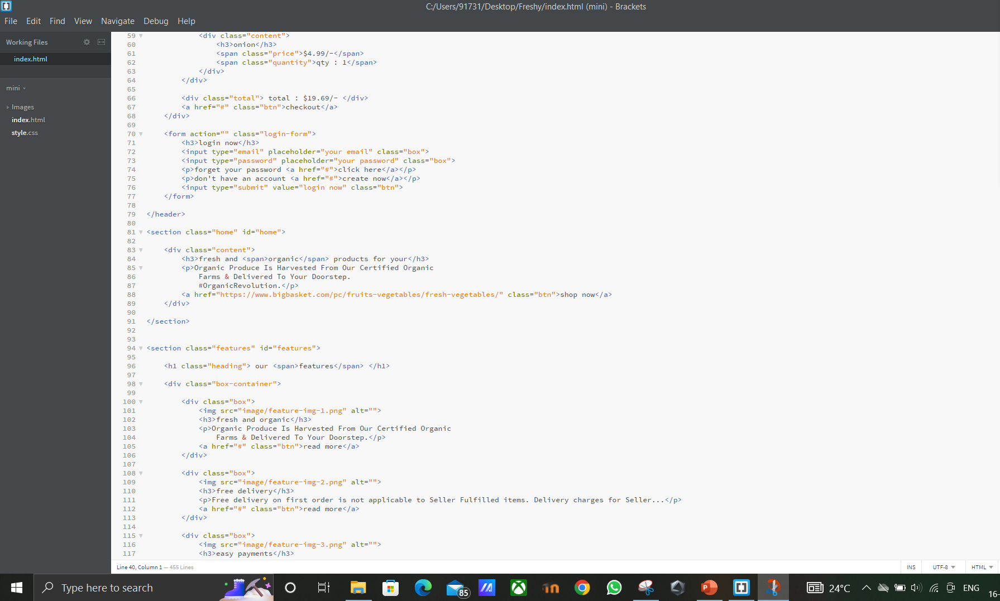 C:/Users/91731/Desktop/Freshy/index.html (mini) - Brackets
File Edit Find View Navigate Debug Help
Working Files
index.html
mini
Images
index.html
style.css
59 <div class="content">
60 <h3>onion</h3>
61 <span class="price">$4.99/-</span>
62 <span class="quantity">qty : 1</span>
63 </div>
64 </div>
65
66 <div class="total"> total : $19.69/- </div>
67 <a href="#" class="btn">checkout</a>
68 </div>
69
70 <form action="" class="login-form">
71 <h3>login now</h3>
72 <input type="email" placeholder="your email" class="box">
73 <input type="password" placeholder="your password" class="box">
74 <p>forget your password <a href="#">click here</a></p>
75 <p>don't have an account <a href="#">create now</a></p>
76 <input type="submit" value="login now" class="btn">
77 </form>
78
79 </header>
80
81 <section class="home" id="home">
82
83 <div class="content">
84 <h3>fresh and <span>organic</span> products for your</h3>
85 <p>Organic Produce Is Harvested From Our Certified Organic
86 Farms & Delivered To Your Doorstep.
87 #OrganicRevolution.</p>
88 <a href="https://www.bigbasket.com/pc/fruits-vegetables/fresh-vegetables/" class="btn">shop now</a>
89 </div>
90
91 </section>
92
93
94 <section class="features" id="features">
95
96 <h1 class="heading"> our <span>features</span> </h1>
97
98 <div class="box-container">
99
100 <div class="box">
101 <img src="image/feature-img-1.png" alt="">
102 <h3>fresh and organic</h3>
103 <p>Organic Produce Is Harvested From Our Certified Organic
104 Farms & Delivered To Your Doorstep.</p>
105 <a href="#" class="btn">read more</a>
106 </div>
107
108 <div class="box">
109 <img src="image/feature-img-2.png" alt="">
110 <h3>free delivery</h3>
111 <p>Free delivery on first order is not applicable to Seller Fulfilled items. Delivery charges for Seller...</p>
112 <a href="#" class="btn">read more</a>
113 </div>
114
115 <div class="box">
116 <img src="image/feature-img-3.png" alt="">
117 <h3>easy payments</h3>
Line 40, Column 1 — 455 Lines
INS UTF-8 HTML
Type here to search
85
24°C
ENG
16-